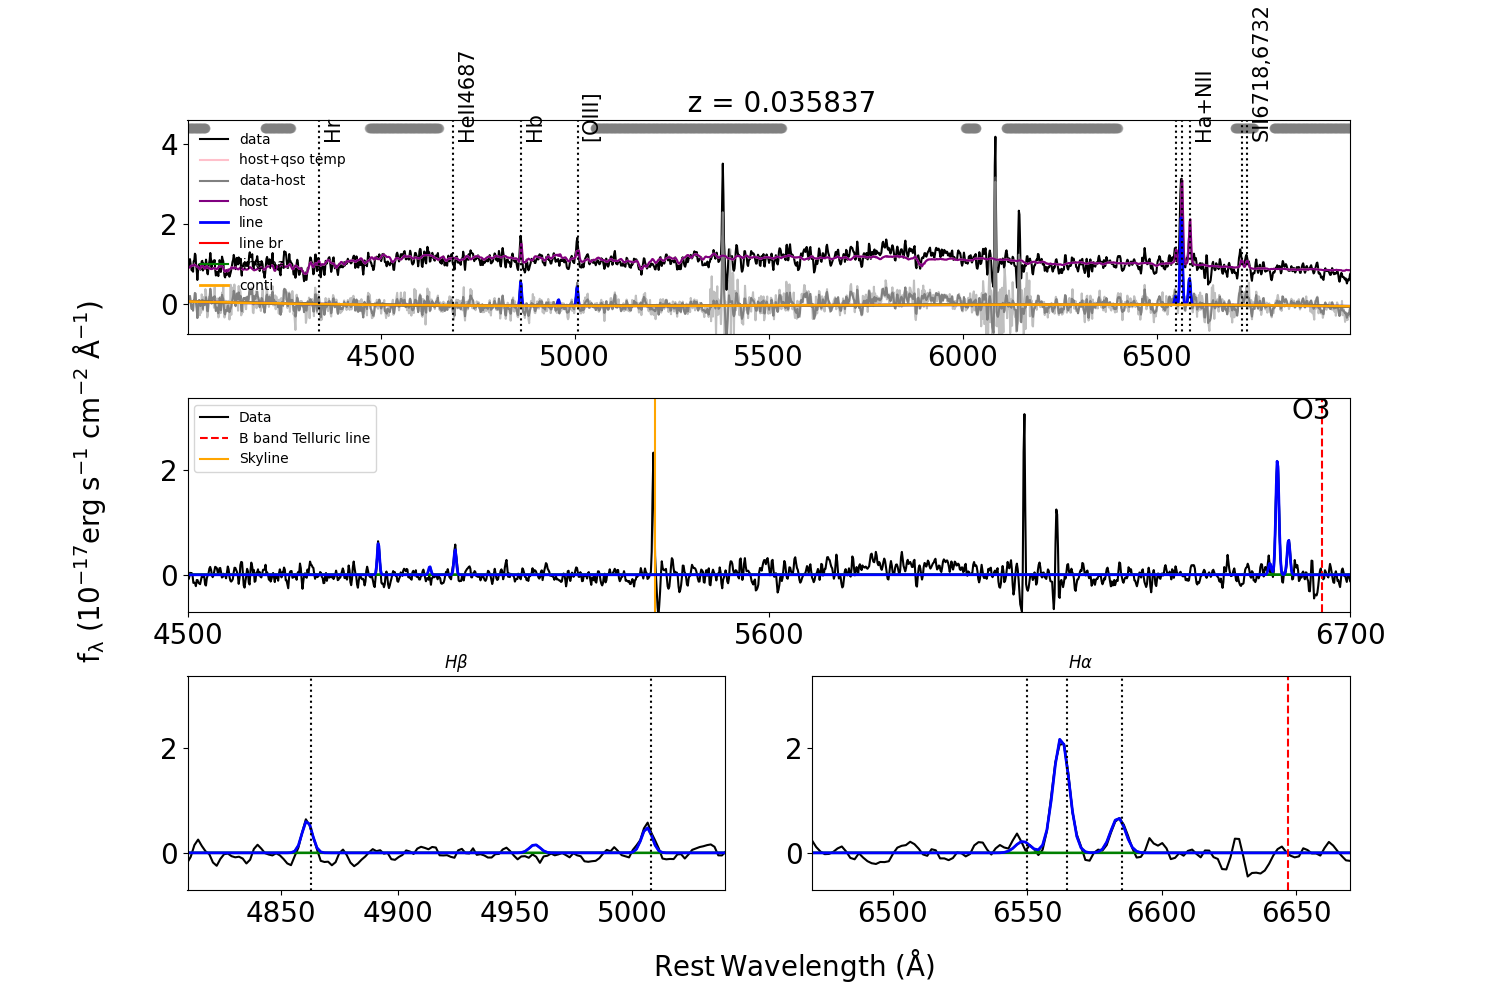 z = 0.035837
Hr
HeII4687
Hb
[OIII]
Ha+NII
SII6718,6732
data
host+qso temp
data-host
host
line
line br
conti
4
2
0
4500 5000 5500 6000 6500
O3
Data
B band Telluric line
Skyline
2
0
4500 5600 6700
fλ (10⁻¹⁷erg s⁻¹ cm⁻² Å⁻¹)
Hβ
2
0
4850 4900 4950 5000
Hα
2
0
6500 6550 6600 6650
Rest Wavelength (Å)